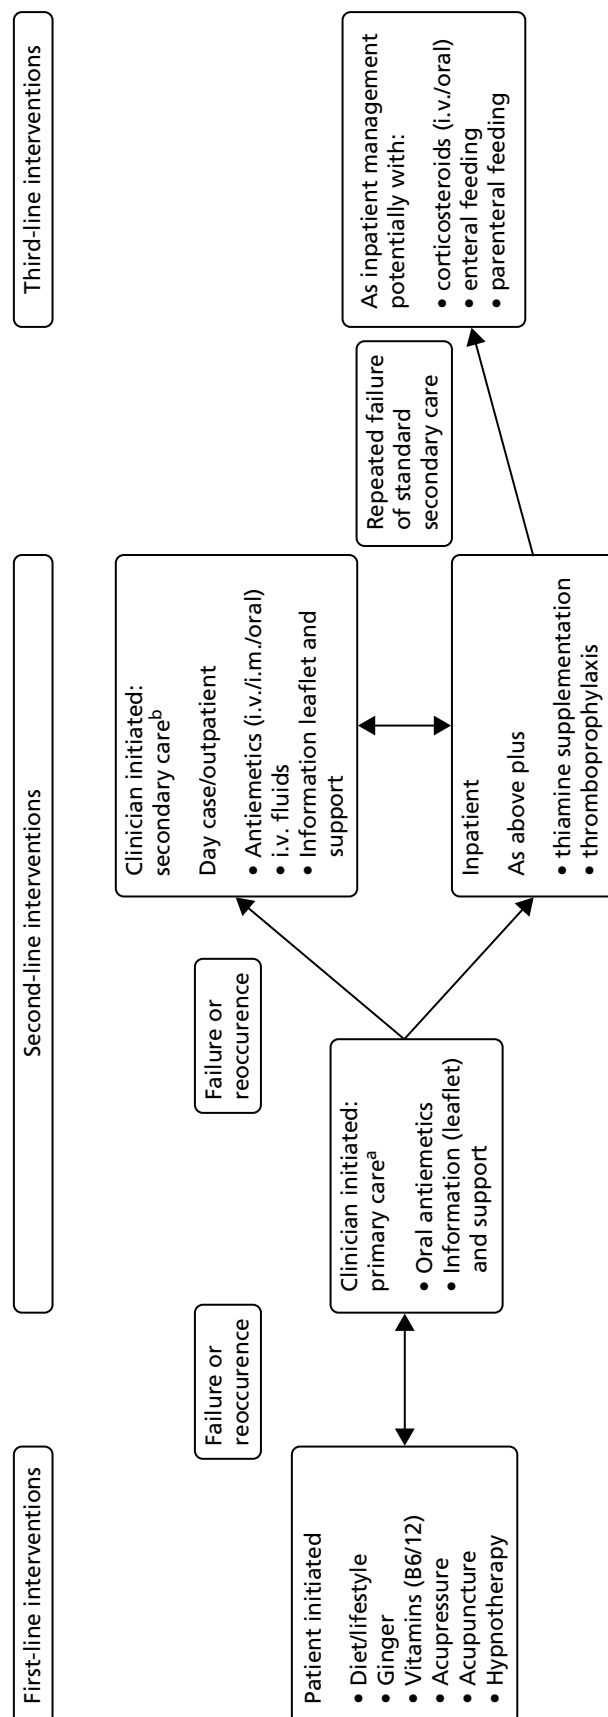 First-line interventions
Second-line interventions
Third-line interventions
Patient initiated
• Diet/lifestyle
• Ginger
• Vitamins (B6/12)
• Acupressure
• Acupuncture
• Hypnotherapy
Failure or
reoccurence
Clinician initiated:
primary careᵃ
• Oral antiemetics
• Information (leaflet)
and support
Failure or
reoccurence
Clinician initiated:
secondary careᵇ
Day case/outpatient
• Antiemetics (i.v./i.m./oral)
• i.v. fluids
• Information leaflet and
support
Inpatient
As above plus
• thiamine supplementation
• thromboprophylaxis
Repeated failure
of standard
secondary care
As inpatient management
potentially with:
• corticosteroids (i.v./oral)
• enteral feeding
• parenteral feeding